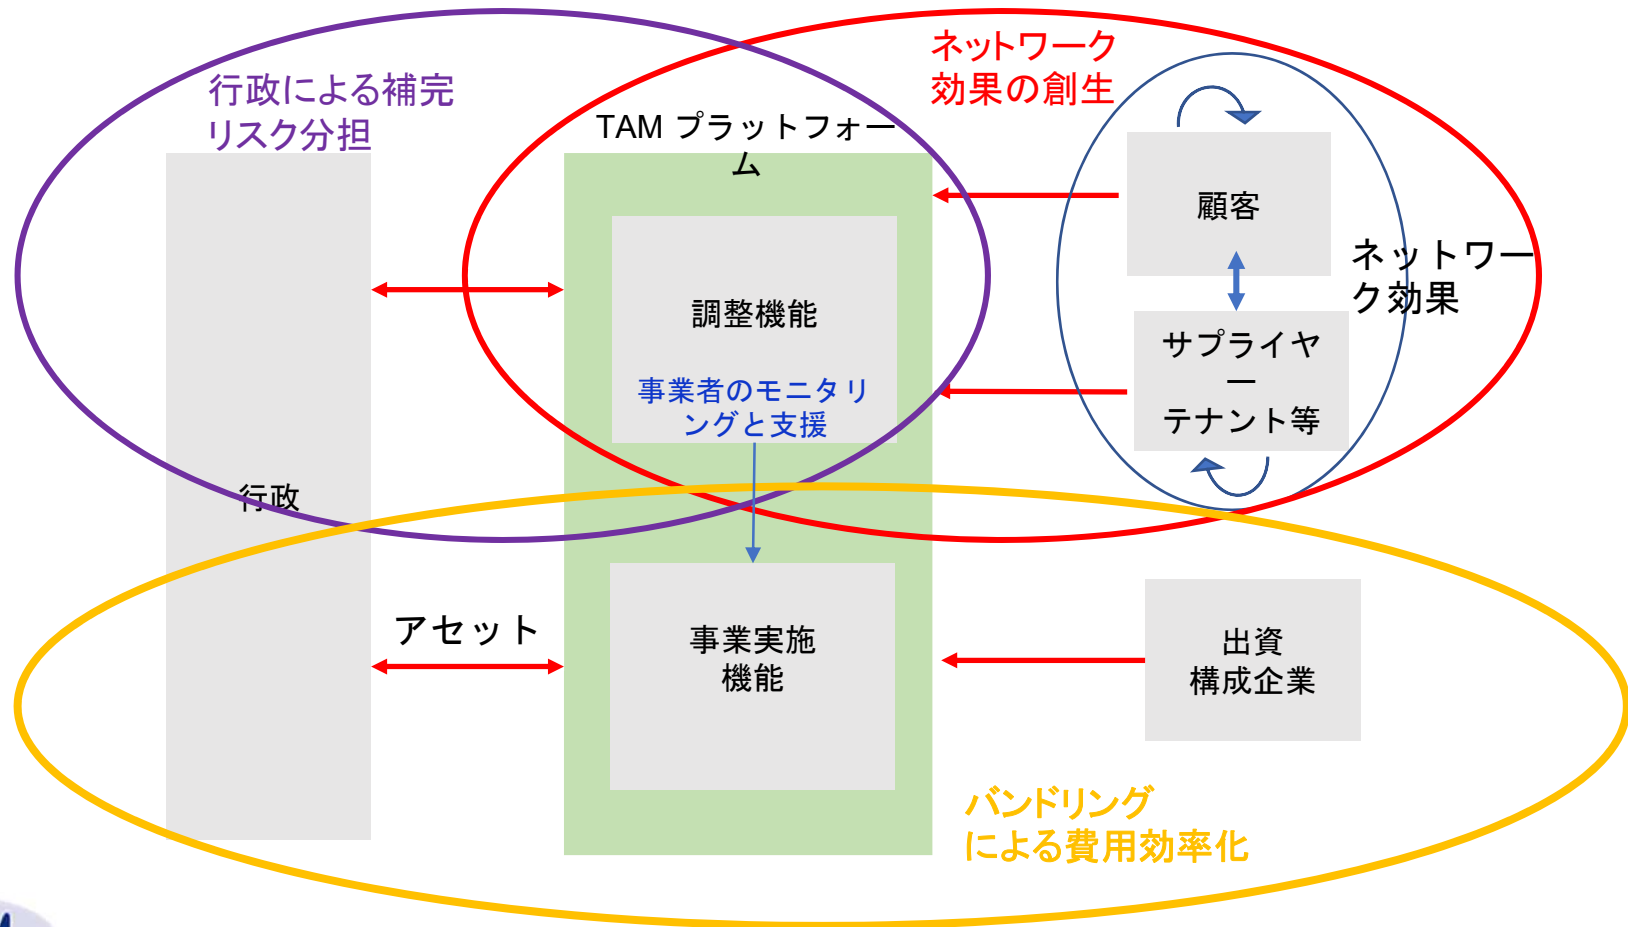 ネットワーク
効果の創生
行政による補完
リスク分担
TAM プラットフォー
ム
顧客
ネットワー
ク効果
調整機能
サプライヤ
ー
テナント等
事業者のモニタリ
ングと支援
行政
アセット
事業実施
機能
出資
構成企業
バンドリング
による費用効率化